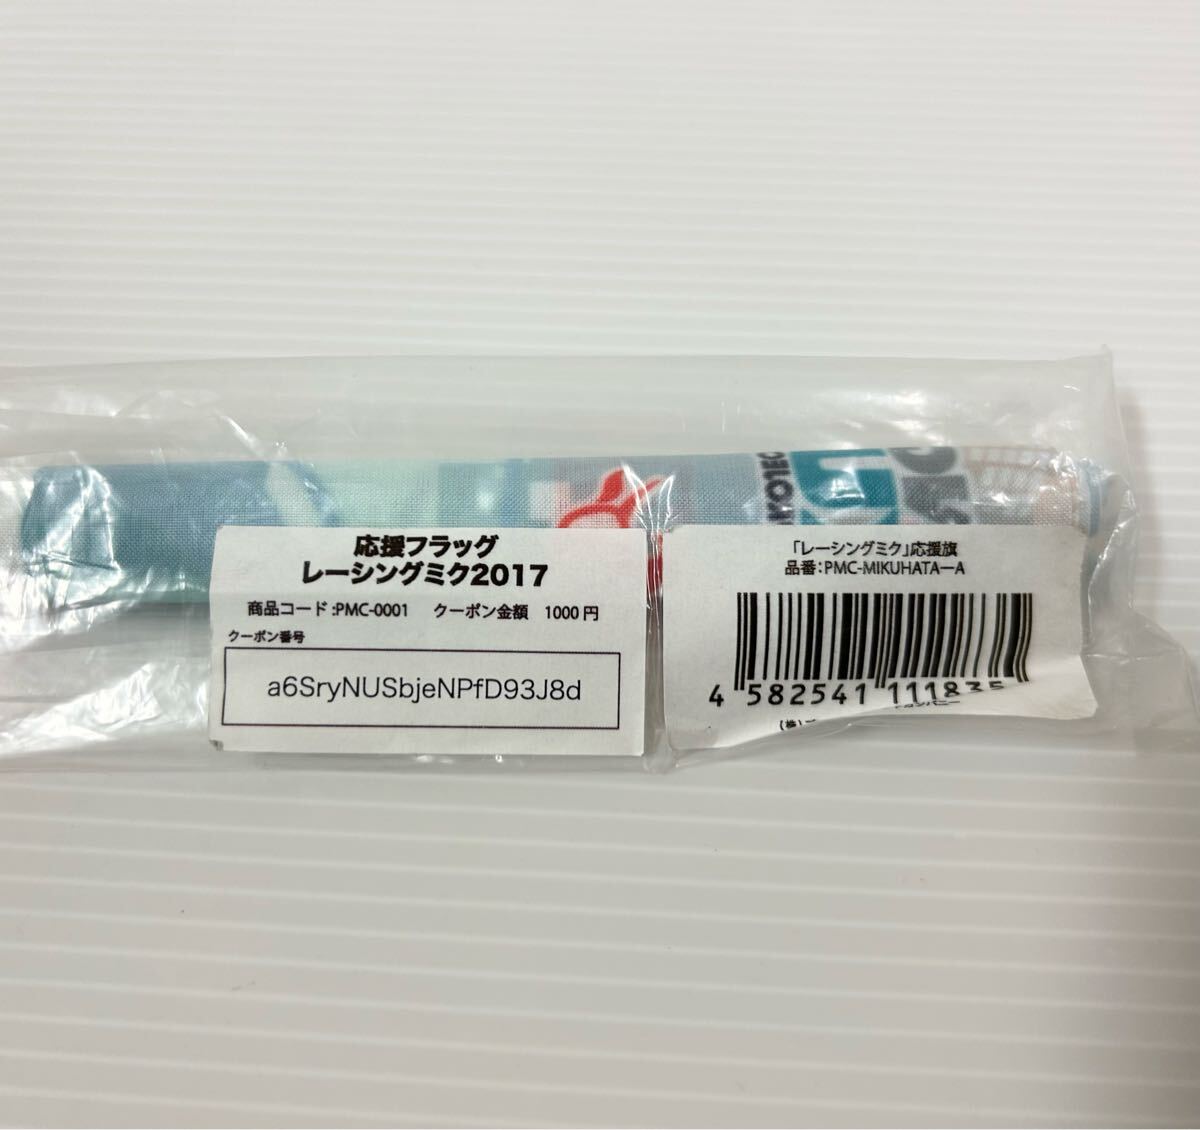 応援フラッグ
レーシングミク2017
商品コード:PMC-0001 クーポン金額 1000円
クーポン番号
a6SryNUSbjeNPfD93J8d
「レーシングミク」応援旗
品番:PMC-MIKUHATA-A
4 582541 111835
(株)